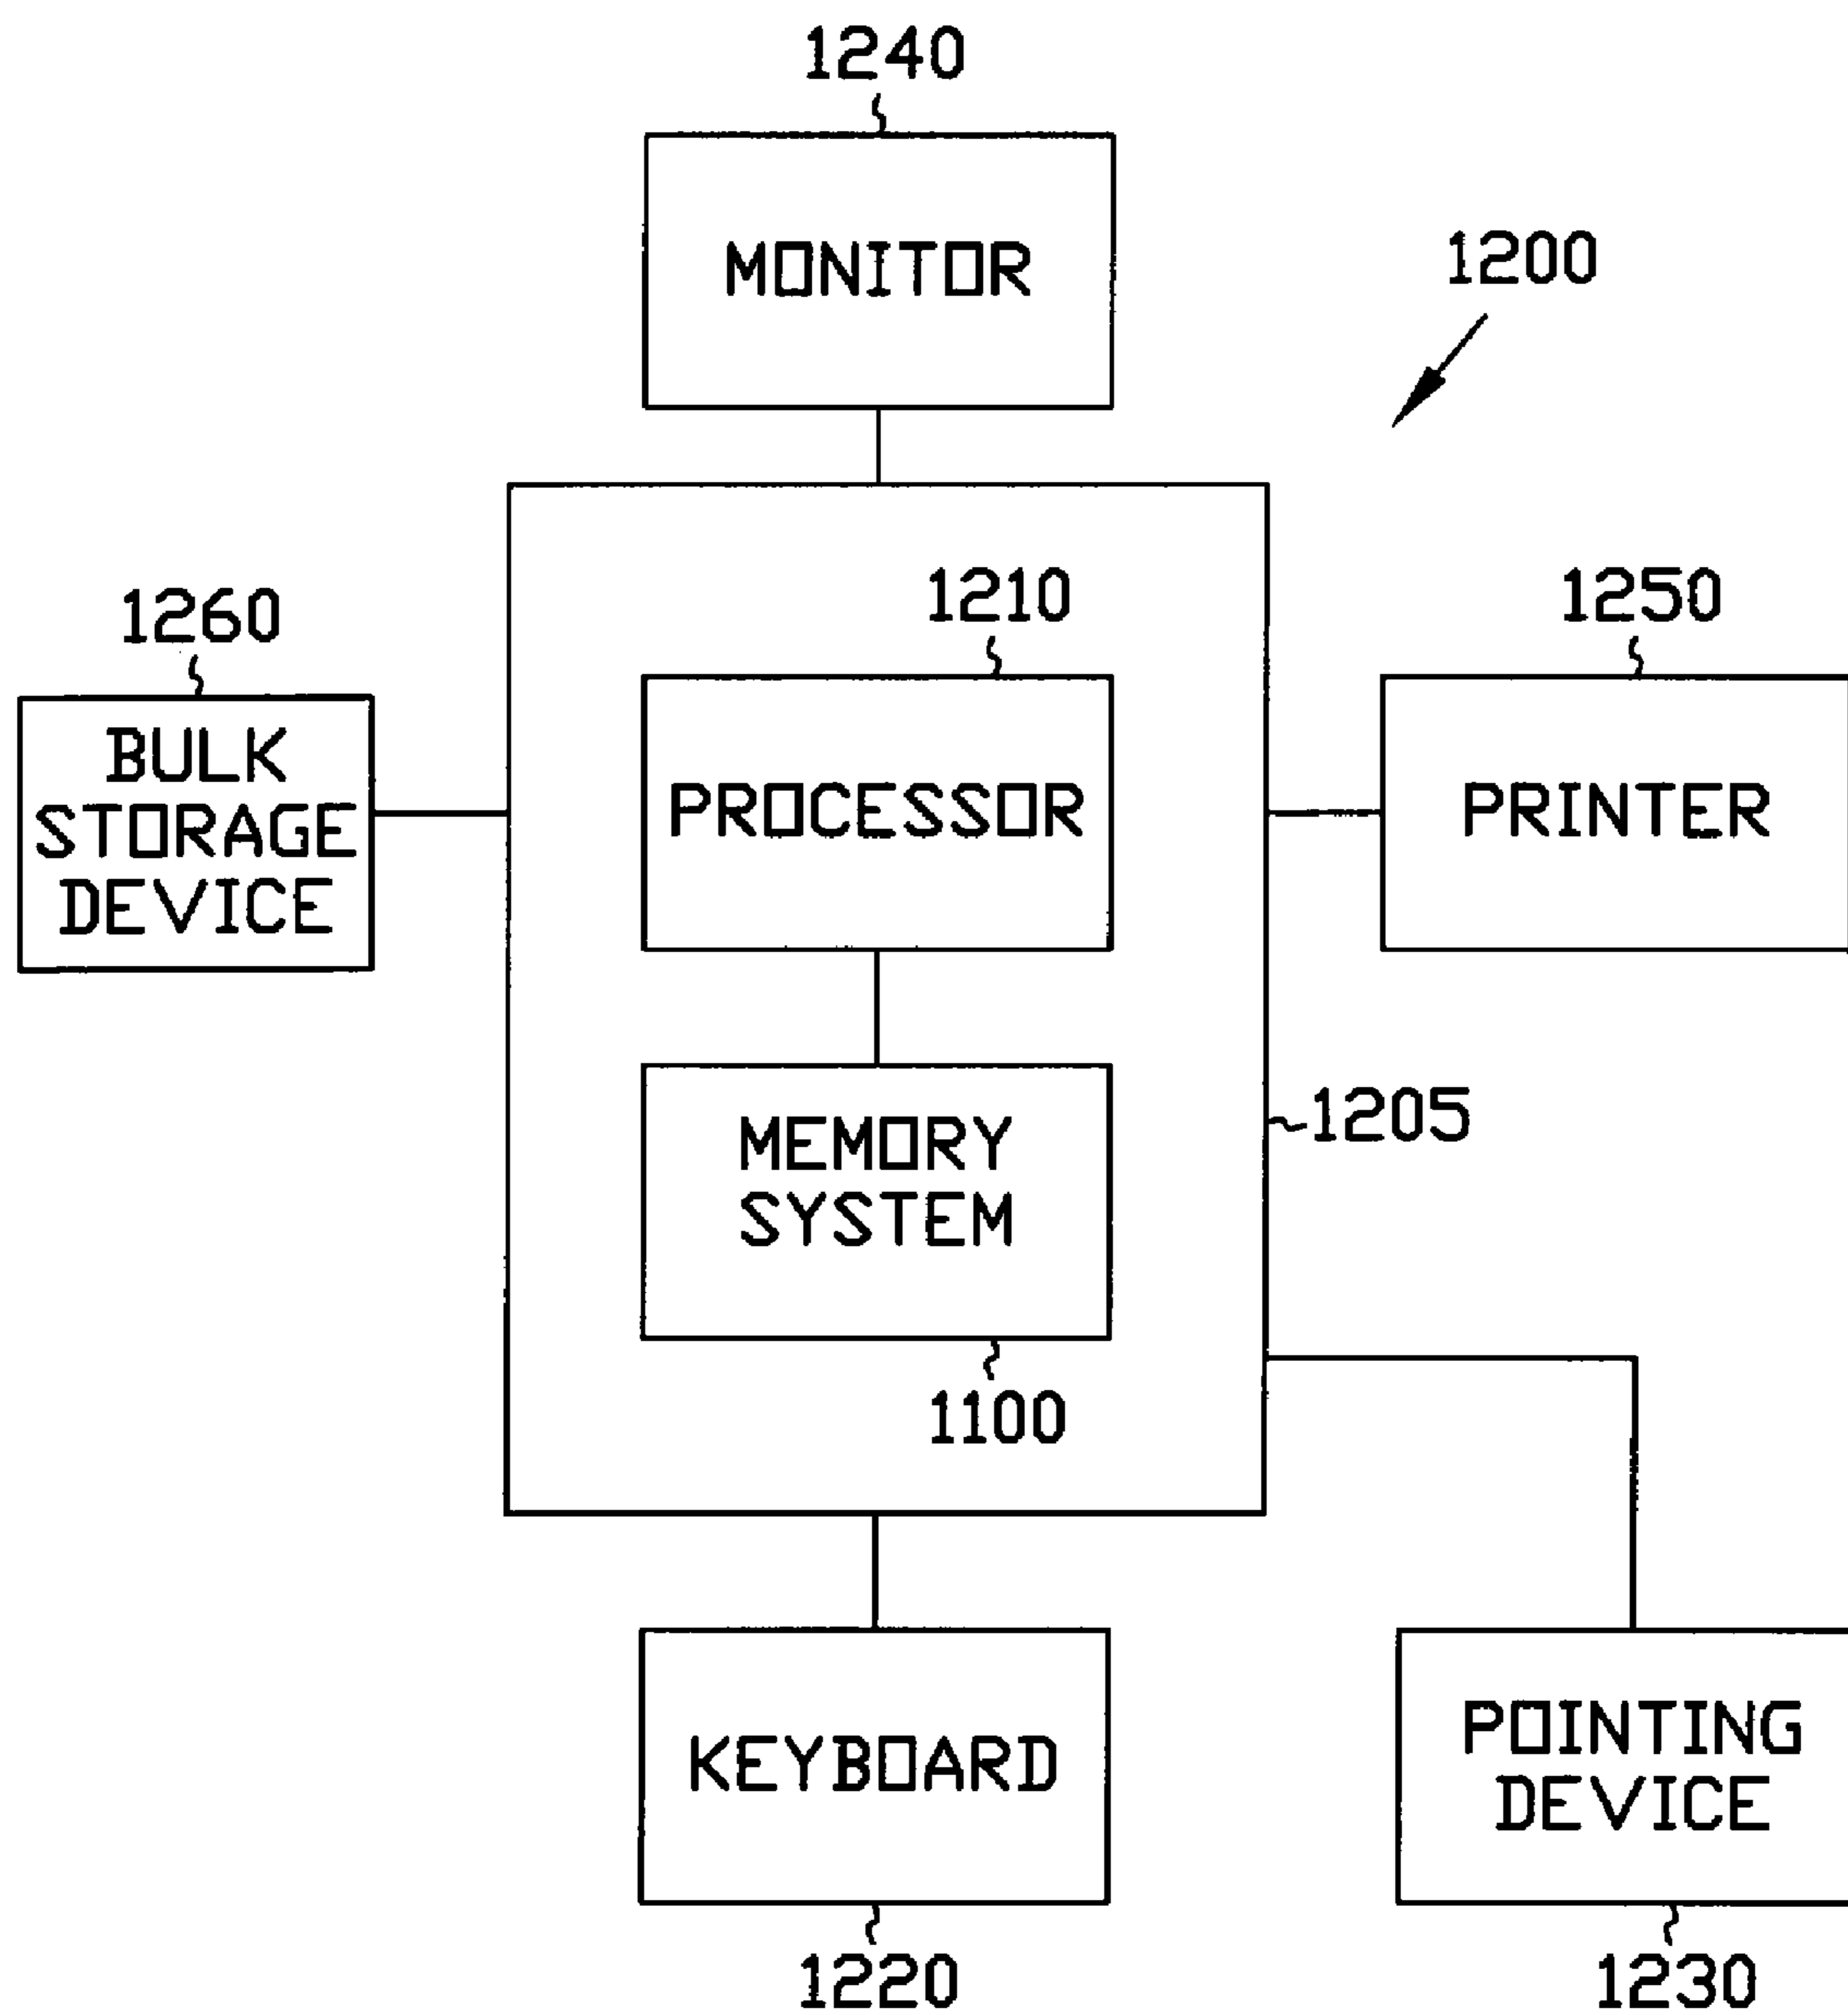 1240
MONITOR
1200
1210
1260
1250
BULK
STORAGE
DEVICE
PROCESSOR
PRINTER
MEMORY
SYSTEM
1205
1100
KEYBOARD
POINTING
DEVICE
1220
1230